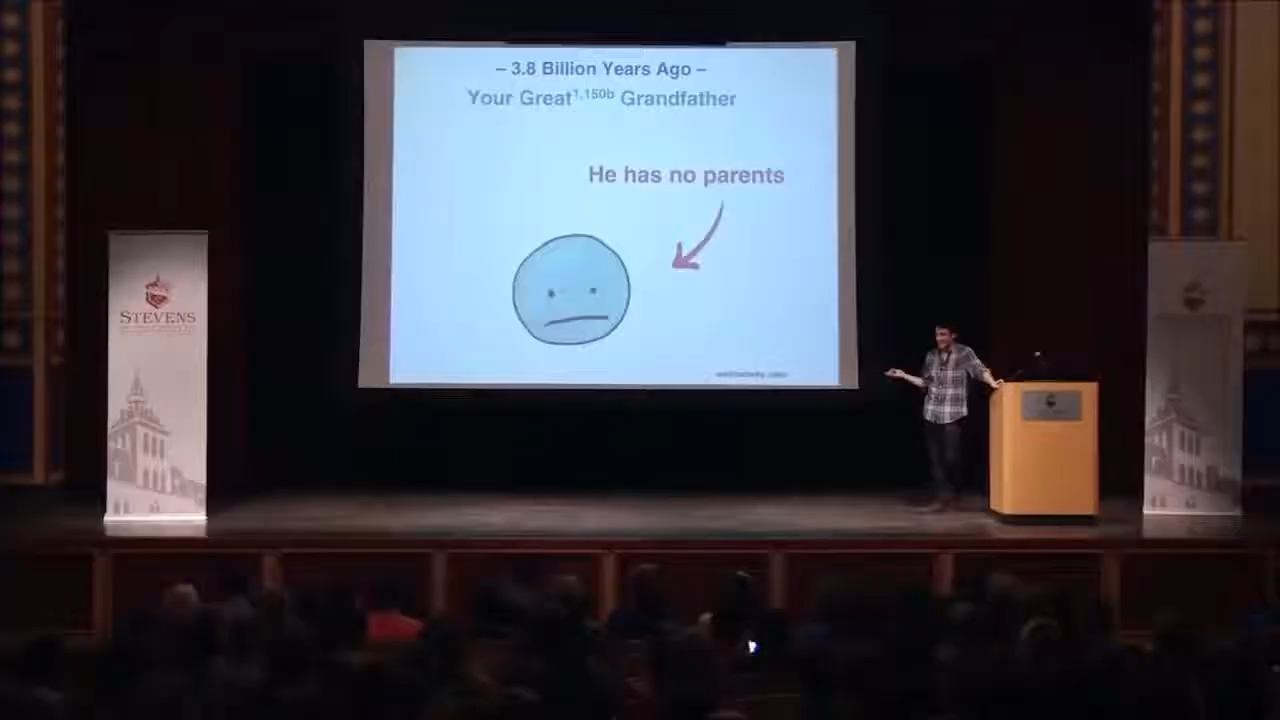 – 3.8 Billion Years Ago –
Your Great1,150b Grandfather
He has no parents
STEVENS